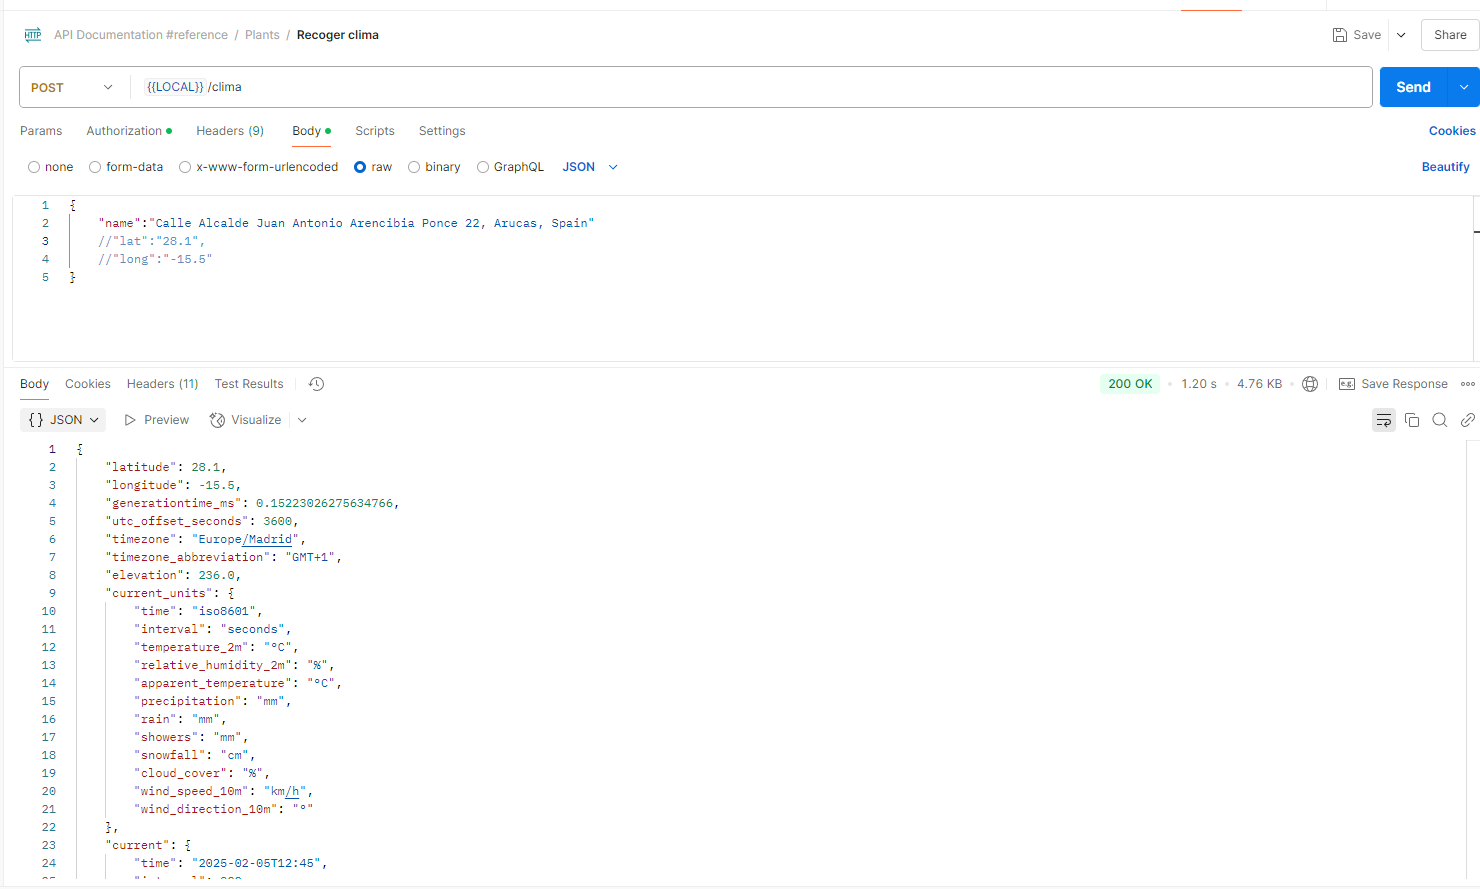 HTTP API Documentation #reference / Plants / Recoger clima Save Share
POST {{LOCAL}} /clima Send
Params Authorization Headers (9) Body Scripts Settings Cookies
none form-data x-www-form-urlencoded raw binary GraphQL JSON Beautify
1 {
2 "name":"Calle Alcalde Juan Antonio Arencibia Ponce 22, Arucas, Spain"
3 //"lat":"28.1",
4 //"long":"-15.5"
5 }
Body Cookies Headers (11) Test Results 200 OK 1.20 s 4.76 KB e.g. Save Response
{} JSON Preview Visualize
1 {
2 "latitude": 28.1,
3 "longitude": -15.5,
4 "generationtime_ms": 0.15223026275634766,
5 "utc_offset_seconds": 3600,
6 "timezone": "Europe/Madrid",
7 "timezone_abbreviation": "GMT+1",
8 "elevation": 236.0,
9 "current_units": {
10 "time": "iso8601",
11 "interval": "seconds",
12 "temperature_2m": "°C",
13 "relative_humidity_2m": "%",
14 "apparent_temperature": "°C",
15 "precipitation": "mm",
16 "rain": "mm",
17 "showers": "mm",
18 "snowfall": "cm",
19 "cloud_cover": "%",
20 "wind_speed_10m": "km/h",
21 "wind_direction_10m": "°"
22 },
23 "current": {
24 "time": "2025-02-05T12:45",